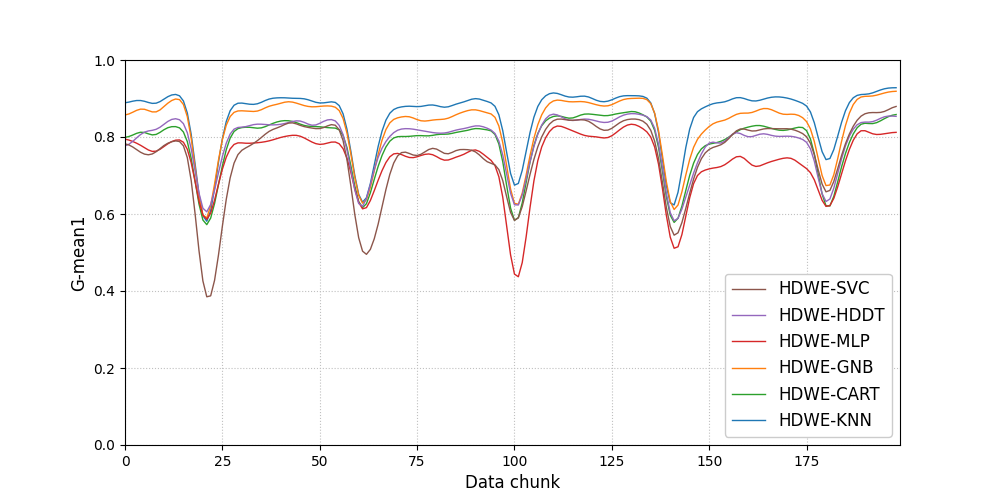 1.0
0.8
0.6
0.4
0.2
0.0
G-mean1
0
25
50
75
100
125
150
175
Data chunk
HDWE-SVC
HDWE-HDDT
HDWE-MLP
HDWE-GNB
HDWE-CART
HDWE-KNN